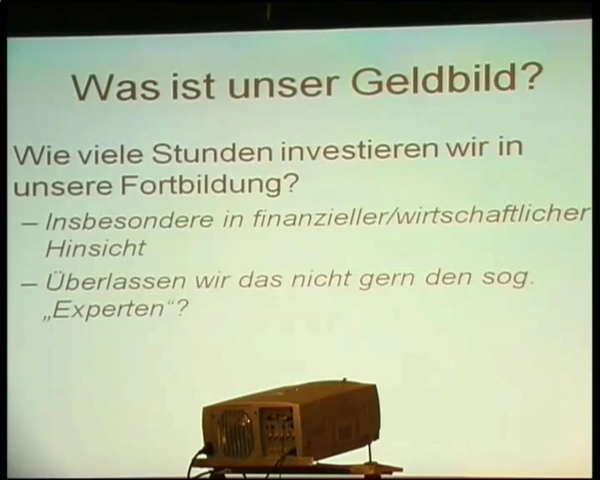 Was ist unser Geldbild?
Wie viele Stunden investieren wir in
unsere Fortbildung?
– Insbesondere in finanzieller/wirtschaftlicher
Hinsicht
– Überlassen wir das nicht gern den sog.
„Experten“?